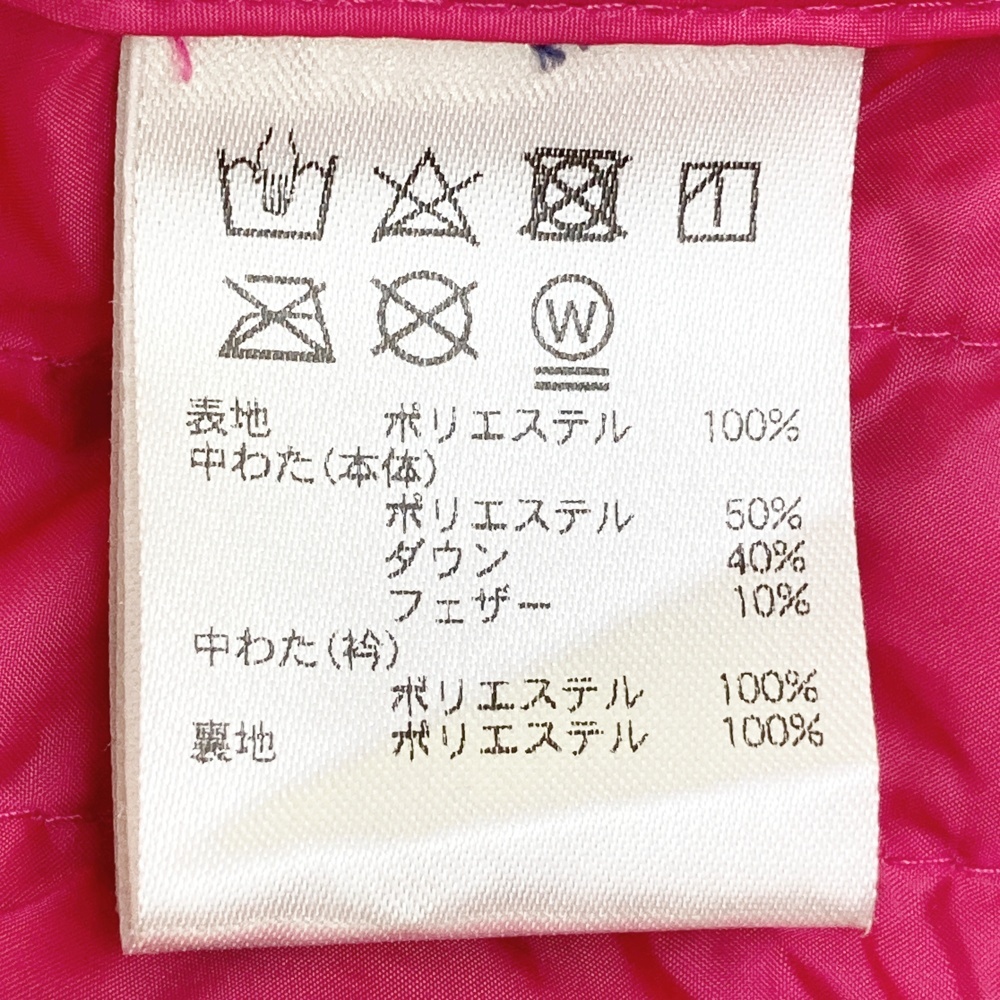 W
表地 ポリエステル 100%
中わた(本体)
ポリエステル 50%
ダウン 40%
フェザー 10%
中わた(衿)
ポリエステル 100%
裏地 ポリエステル 100%